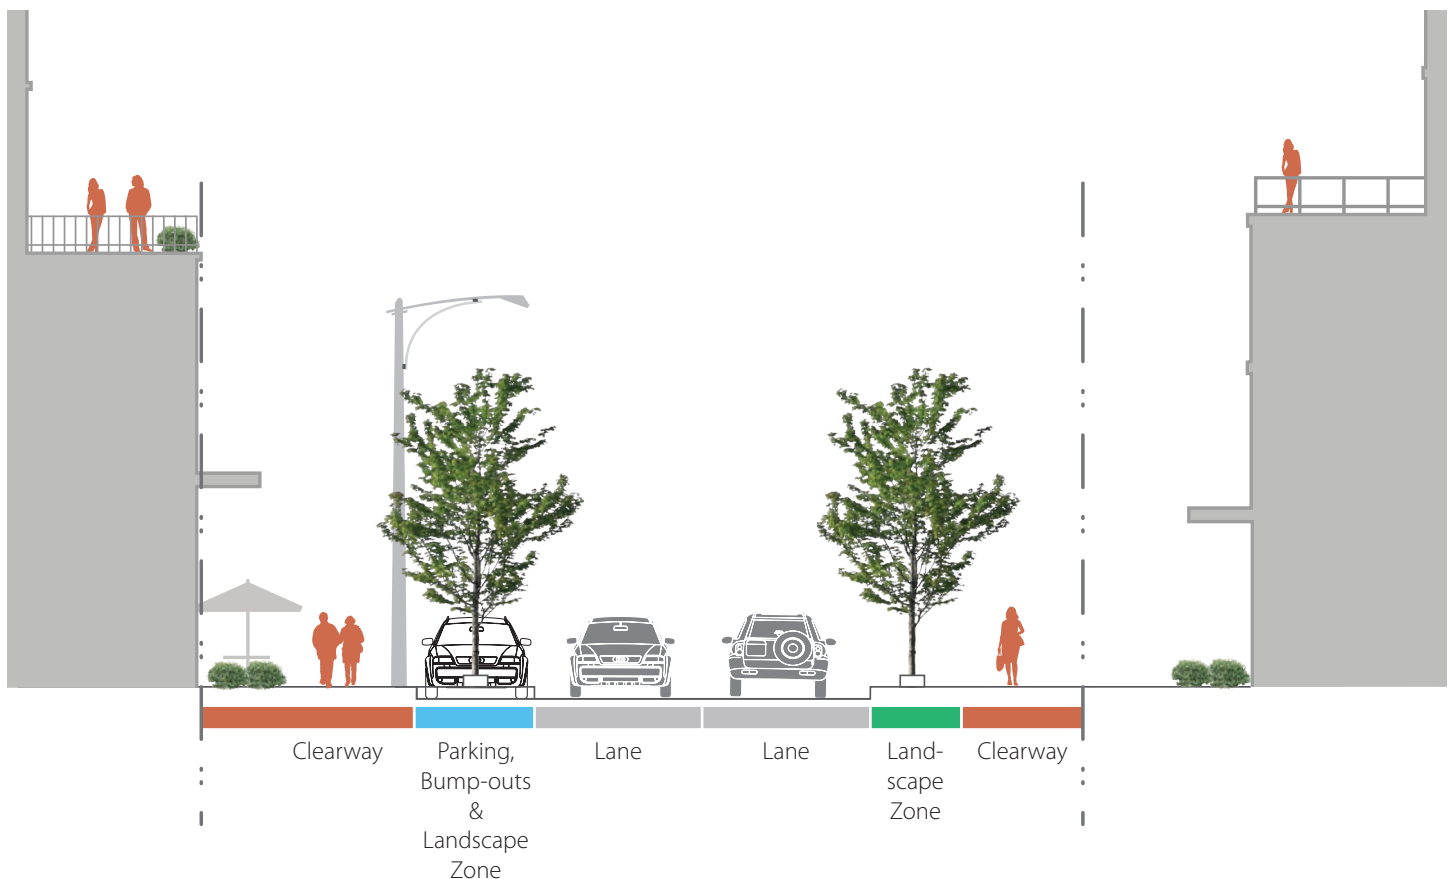 Clearway
Parking,
Bump-outs
&
Landscape
Zone
Lane
Lane
Land-
scape
Zone
Clearway